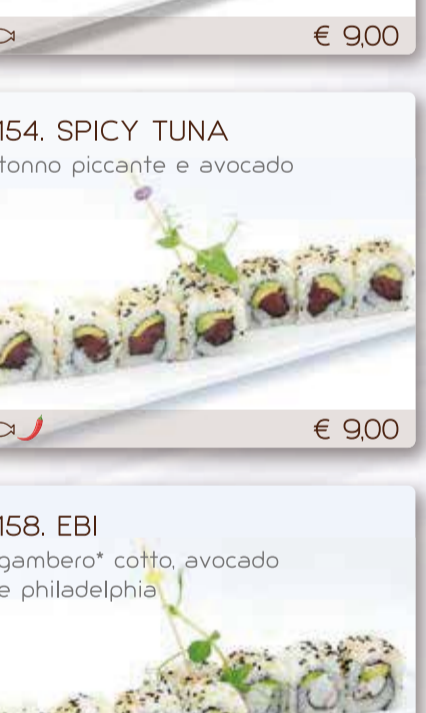 € 9,00
154. SPICY TUNA
tonno piccante e avocado
€ 9,00
158. EBI
gambero* cotto, avocado
e philadelphia